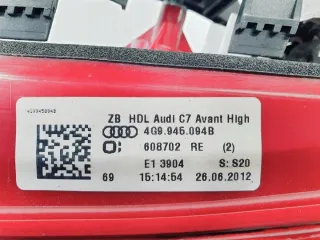 ZB HDL Audi C7 Avant High
4G9.945.094B
608702 RE (2)
E1 3904 S: S20
69 15:14:54 26.06.2012